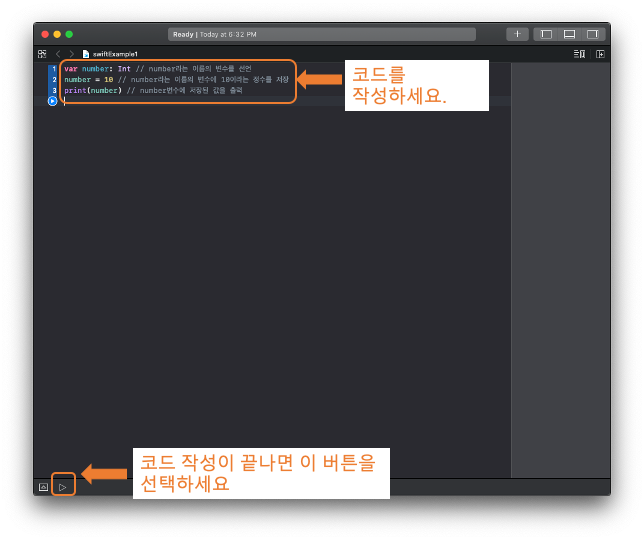 Ready | Today at 6:32 PM
swiftExample1
1 var number: Int // number라는 이름의 변수를 선언
2 number = 10 // number라는 이름의 변수에 10이라는 정수를 저장
3 print(number) // number변수에 저장된 값을 출력
코드를
작성하세요.
코드 작성이 끝나면 이 버튼을
선택하세요